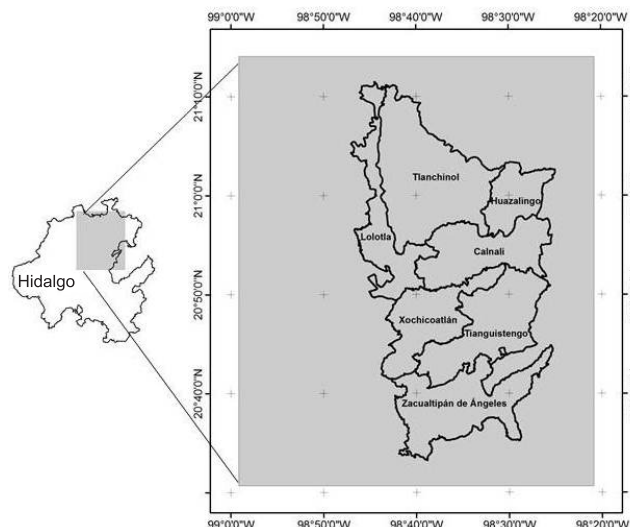 99°0'0"W 98°50'0"W 98°40'0"W 98°30'0"W 98°20'0"W
21°10'0"N
21°0'0"N
20°50'0"N
20°40'0"N
Hidalgo
Tlanchinol
Huazalingo
Lolotla
Calnali
Xochicoatlán
Tianguistengo
Zacualtipán de Ángeles
99°0'0"W 98°50'0"W 98°40'0"W 98°30'0"W 98°20'0"W